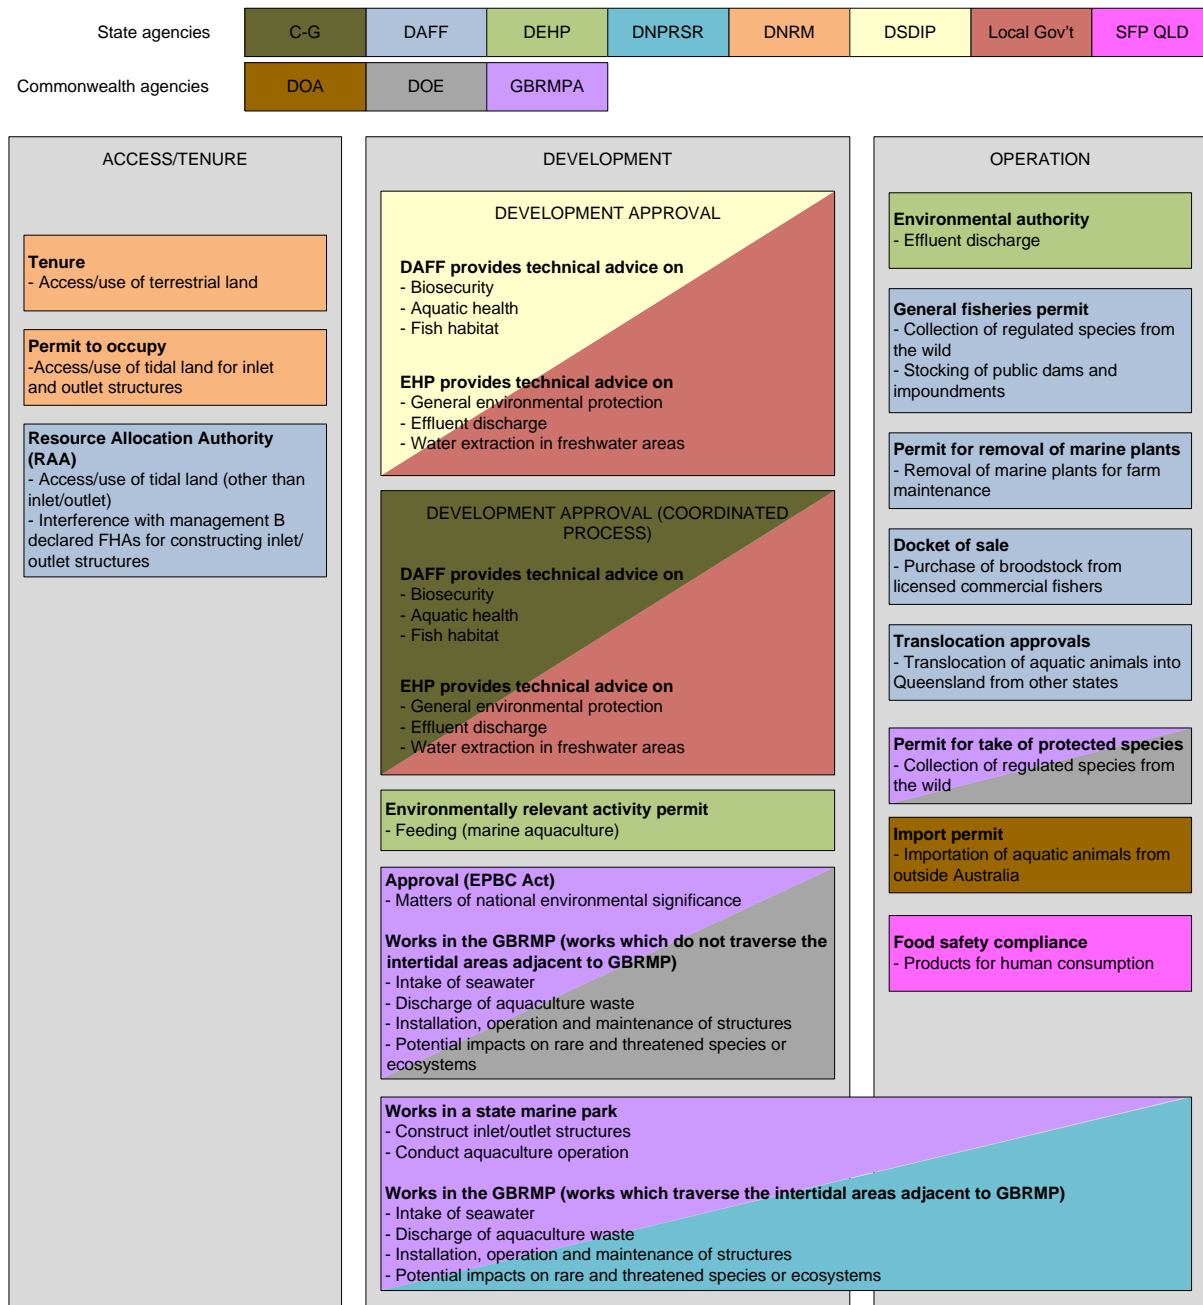 State agencies
C-G
DAFF
DEHP
DNPRSR
DNRM
DSDIP
Local Gov't
SFP QLD
Commonwealth agencies
DOA
DOE
GBRMPA
ACCESS/TENURE
Tenure
- Access/use of terrestrial land
Permit to occupy
-Access/use of tidal land for inlet
and outlet structures
Resource Allocation Authority
(RAA)
- Access/use of tidal land (other than
inlet/outlet)
- Interference with management B
declared FHAs for constructing inlet/
outlet structures
DEVELOPMENT
DEVELOPMENT APPROVAL
DAFF provides technical advice on
- Biosecurity
- Aquatic health
- Fish habitat
EHP provides technical advice on
- General environmental protection
- Effluent discharge
- Water extraction in freshwater areas
DEVELOPMENT APPROVAL (COORDINATED
PROCESS)
DAFF provides technical advice on
- Biosecurity
- Aquatic health
- Fish habitat
EHP provides technical advice on
- General environmental protection
- Effluent discharge
- Water extraction in freshwater areas
Environmentally relevant activity permit
- Feeding (marine aquaculture)
Approval (EPBC Act)
- Matters of national environmental significance
Works in the GBRMP (works which do not traverse the
intertidal areas adjacent to GBRMP)
- Intake of seawater
- Discharge of aquaculture waste
- Installation, operation and maintenance of structures
- Potential impacts on rare and threatened species or
ecosystems
Works in a state marine park
- Construct inlet/outlet structures
- Conduct aquaculture operation
Works in the GBRMP (works which traverse the intertidal areas adjacent to GBRMP)
- Intake of seawater
- Discharge of aquaculture waste
- Installation, operation and maintenance of structures
- Potential impacts on rare and threatened species or ecosystems
OPERATION
Environmental authority
- Effluent discharge
General fisheries permit
- Collection of regulated species from
the wild
- Stocking of public dams and
impoundments
Permit for removal of marine plants
- Removal of marine plants for farm
maintenance
Docket of sale
- Purchase of broodstock from
licensed commercial fishers
Translocation approvals
- Translocation of aquatic animals into
Queensland from other states
Permit for take of protected species
- Collection of regulated species from
the wild
Import permit
- Importation of aquatic animals from
outside Australia
Food safety compliance
- Products for human consumption